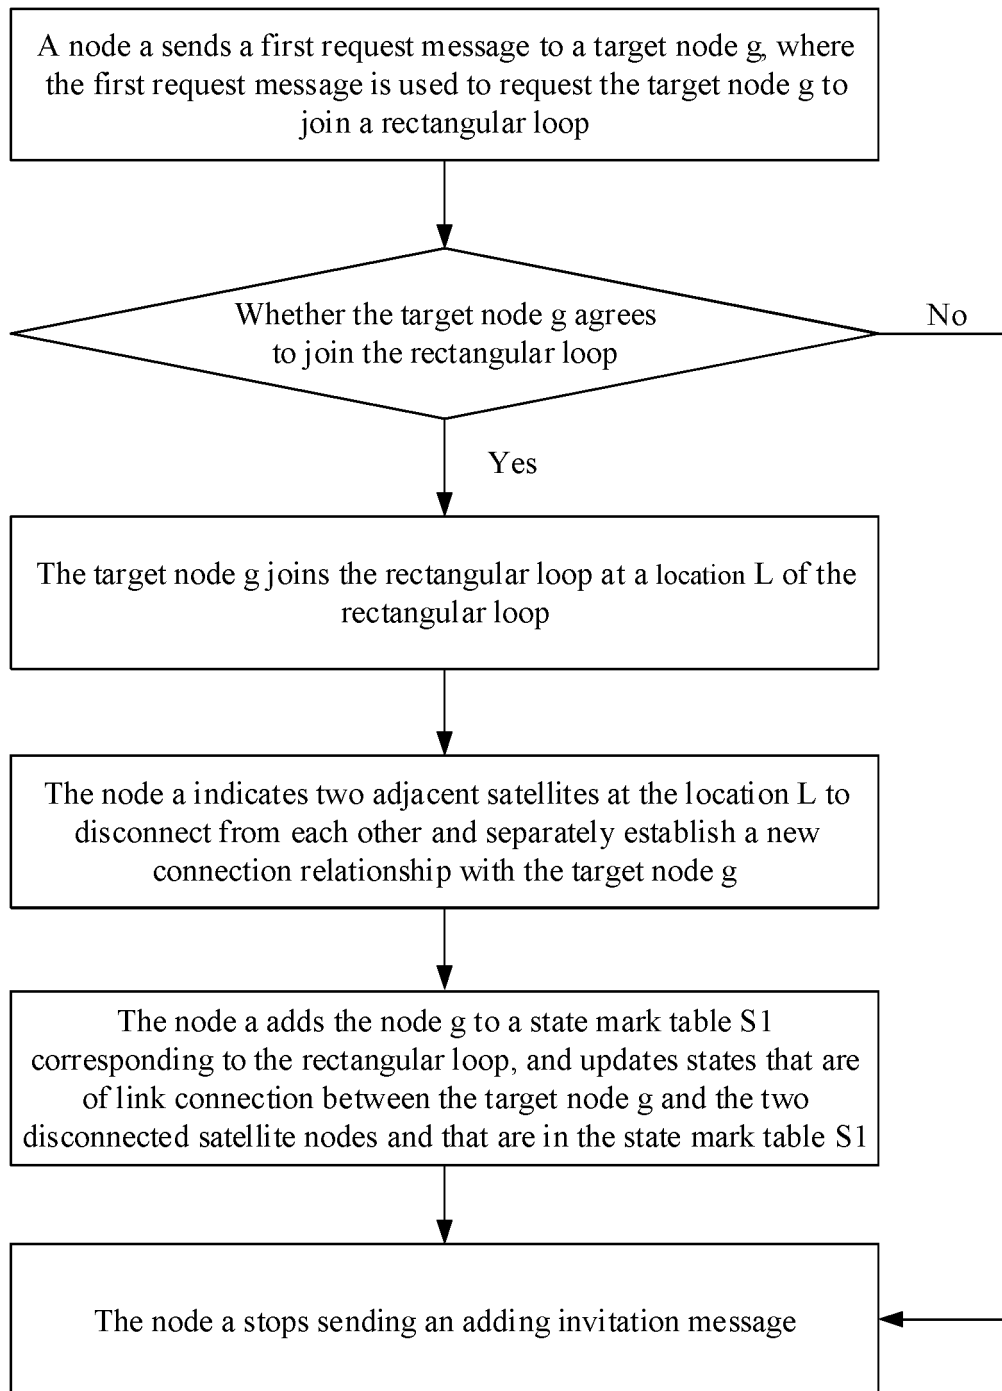 A node a sends a first request message to a target node g, where
the first request message is used to request the target node g to
join a rectangular loop
Whether the target node g agrees
to join the rectangular loop
No
Yes
The target node g joins the rectangular loop at a location L of the
rectangular loop
The node a indicates two adjacent satellites at the location L to
disconnect from each other and separately establish a new
connection relationship with the target node g
The node a adds the node g to a state mark table S1
corresponding to the rectangular loop, and updates states that are
of link connection between the target node g and the two
disconnected satellite nodes and that are in the state mark table S1
The node a stops sending an adding invitation message